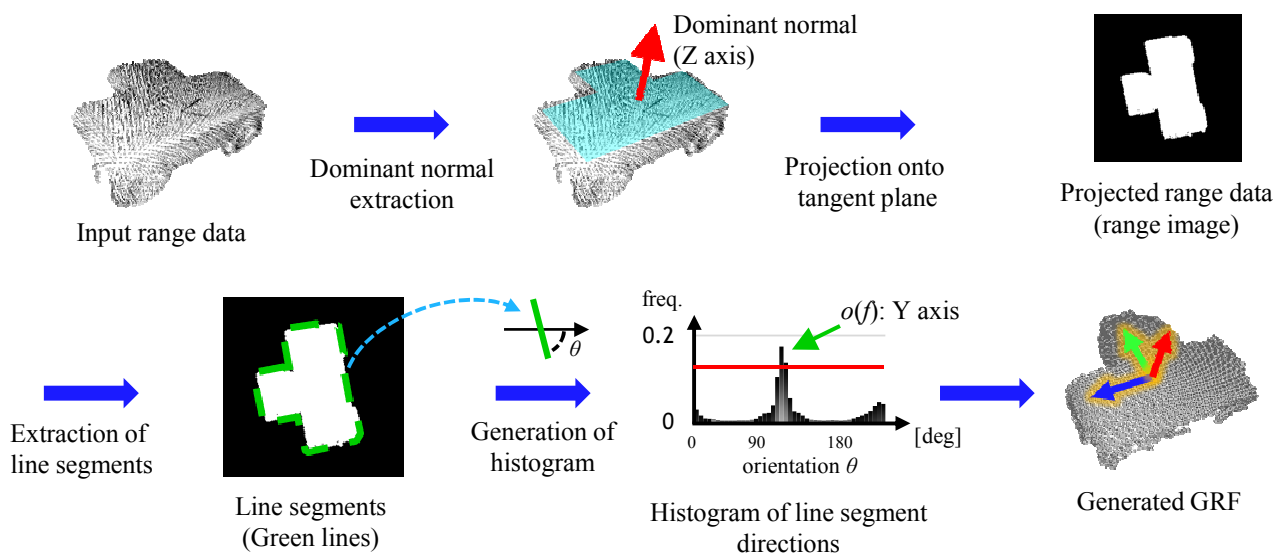 Dominant normal
(Z axis)
Input range data
Dominant normal
extraction
Projection onto
tangent plane
Projected range data
(range image)
Extraction of
line segments
Line segments
(Green lines)
θ
Generation of
histogram
freq.
0.2
0
o(f): Y axis
0 90 180 [deg]
orientation θ
Histogram of line segment
directions
Generated GRF